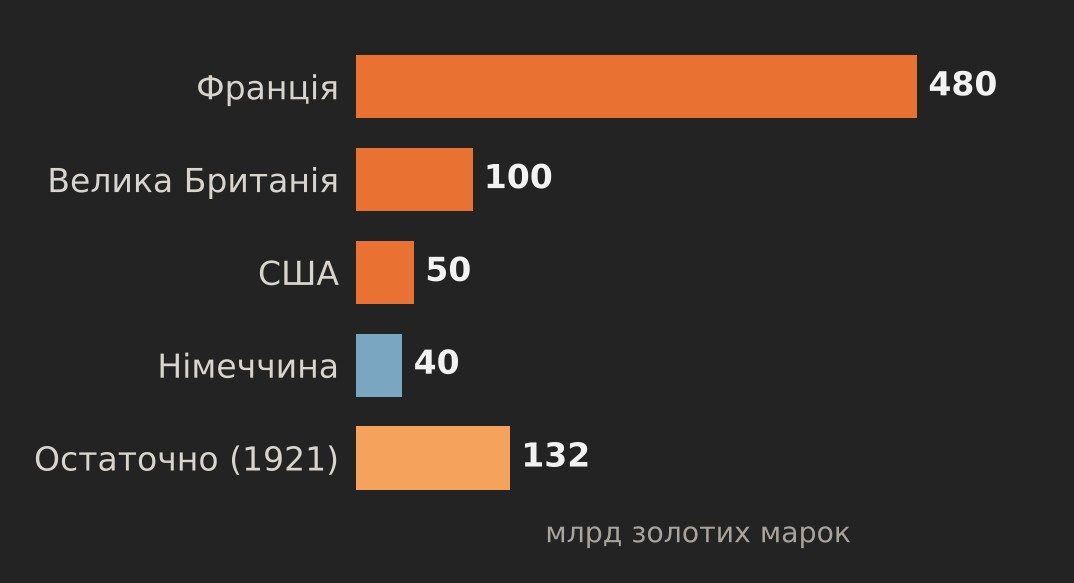 Франція 480
Велика Британія 100
США 50
Німеччина 40
Остаточно (1921) 132
млрд золотих марок